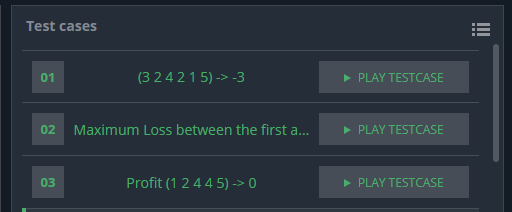 Test cases
01 (3 2 4 2 1 5) -> -3 PLAY TESTCASE
02 Maximum Loss between the first a... PLAY TESTCASE
03 Profit (1 2 4 4 5) -> 0 PLAY TESTCASE